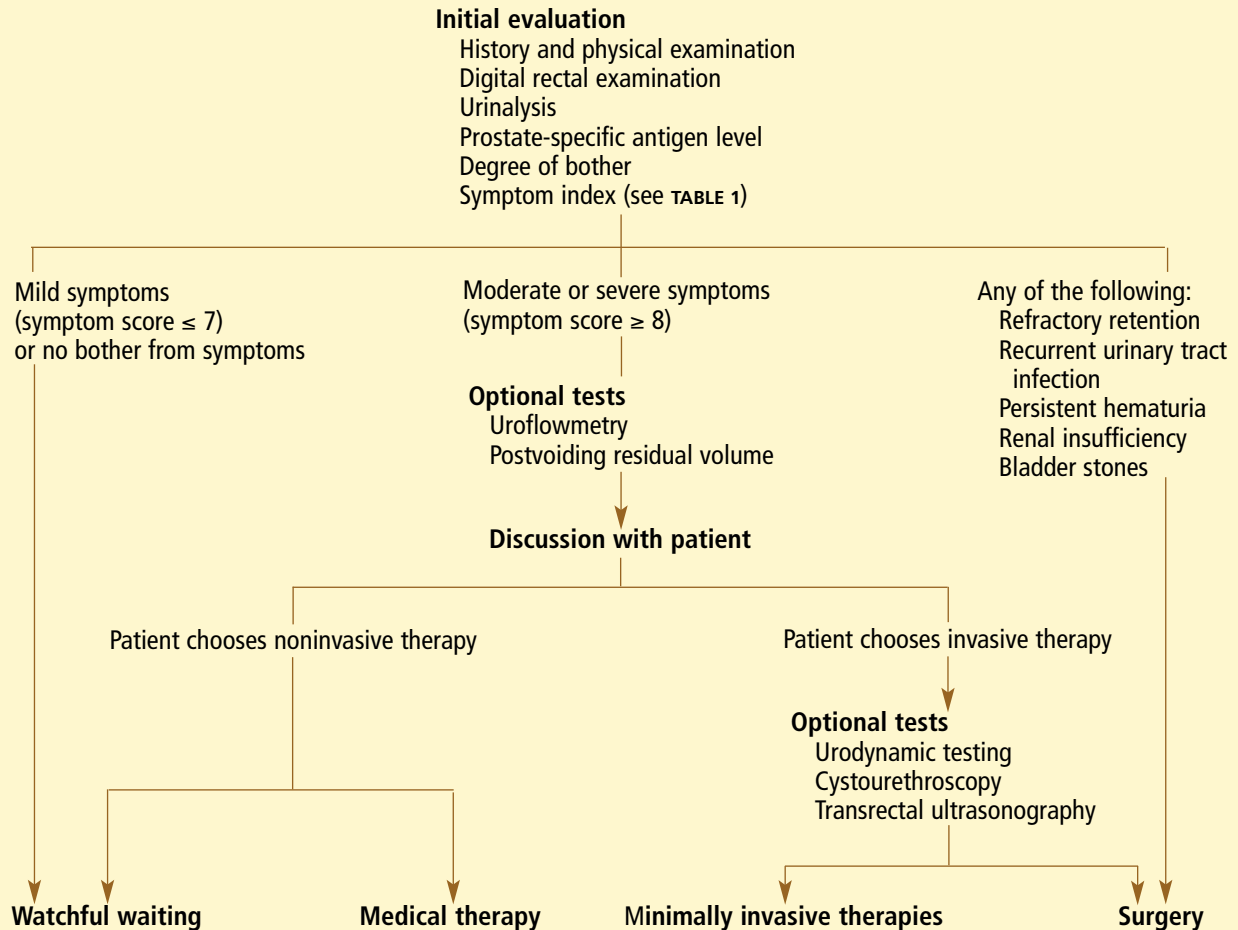 Initial evaluation
History and physical examination
Digital rectal examination
Urinalysis
Prostate-specific antigen level
Degree of bother
Symptom index (see TABLE 1)
Mild symptoms
(symptom score ≤ 7)
or no bother from symptoms
Moderate or severe symptoms
(symptom score ≥ 8)
Any of the following:
Refractory retention
Recurrent urinary tract
infection
Persistent hematuria
Renal insufficiency
Bladder stones
Optional tests
Uroflowmetry
Postvoiding residual volume
Discussion with patient
Patient chooses noninvasive therapy
Patient chooses invasive therapy
Optional tests
Urodynamic testing
Cystourethroscopy
Transrectal ultrasonography
Watchful waiting
Medical therapy
Minimally invasive therapies
Surgery